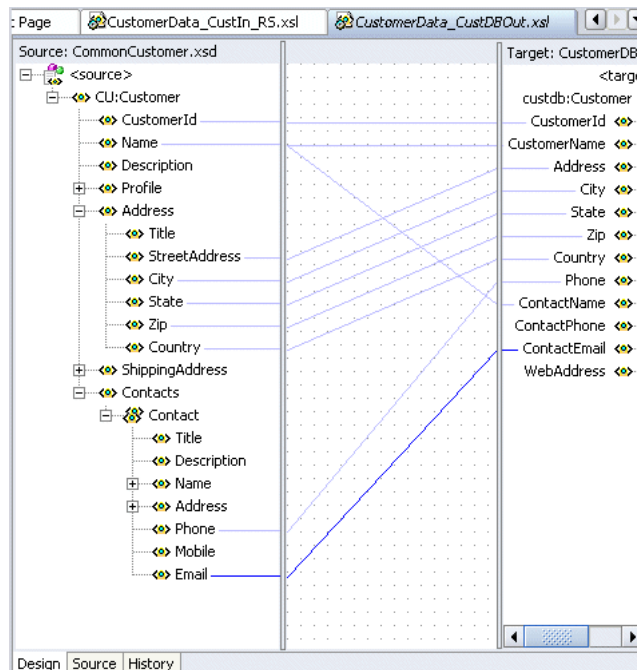 : Page CustomerData_CustIn_RS.xsl CustomerData_CustDBOut.xsl
Source: CommonCustomer.xsd
<source>
CU:Customer
CustomerId
Name
Description
Profile
Address
Title
StreetAddress
City
State
Zip
Country
ShippingAddress
Contacts
Contact
Title
Description
Name
Address
Phone
Mobile
Email
Target: CustomerDB
<targe
custdb:Customer
CustomerId
CustomerName
Address
City
State
Zip
Country
Phone
ContactName
ContactPhone
ContactEmail
WebAddress
Design Source History